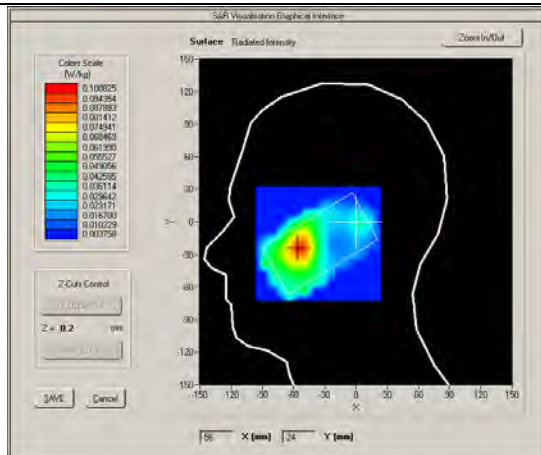 SAR Visualisation Graphical Interface
Surface Radiated Intensity
Zoom In/Out
Colors Scale
(W/kg)
0.100825
0.094354
0.087883
0.081412
0.074941
0.068469
0.061998
0.055527
0.049056
0.042585
0.036114
0.029642
0.023171
0.016700
0.010229
0.003758
Z-Cuts Control
Z = 0.2 mm
SAVE Cancel
150
120
90
60
30
0
-30
-60
-90
120
150
Y
-150 -120 -90 -60 -30 0 30 60 90 120 150
X
56 X (mm) 24 Y (mm)